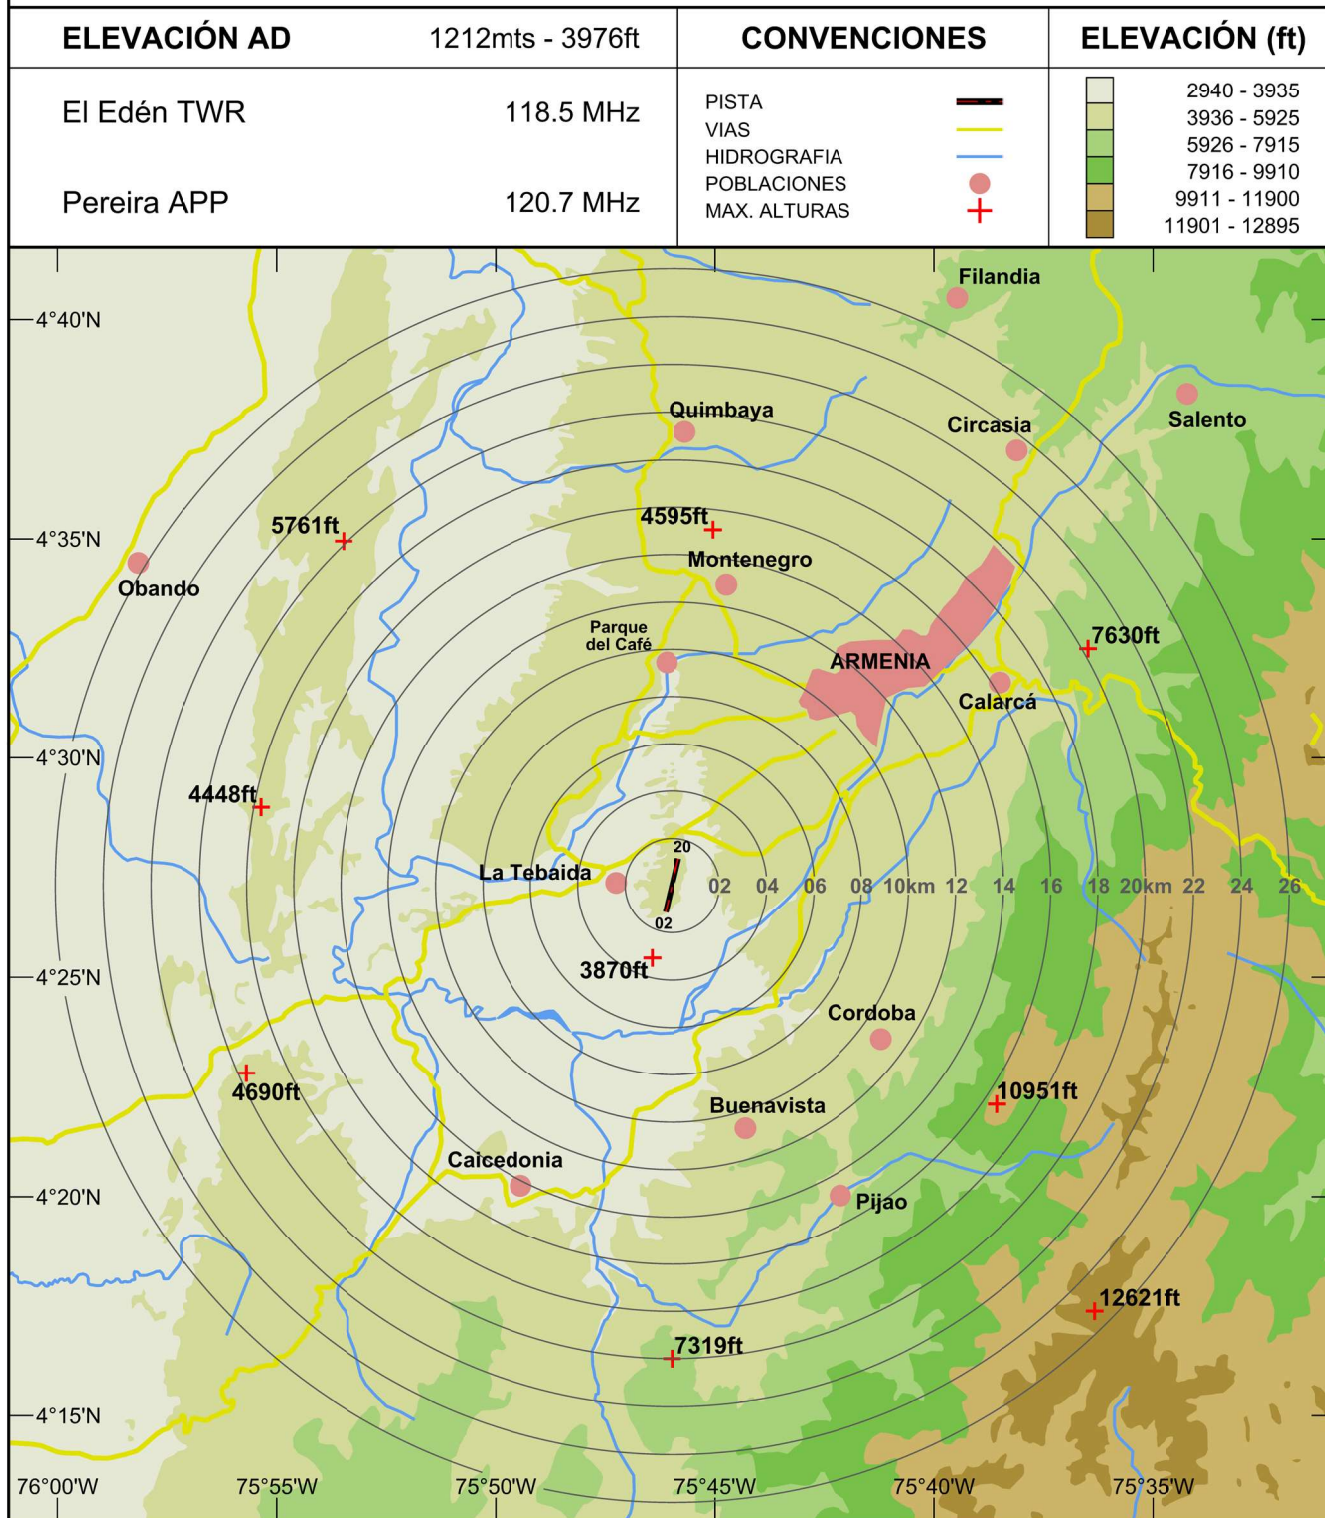 ELEVACIÓN AD 1212mts - 3976ft
El Edén TWR 118.5 MHz
Pereira APP 120.7 MHz
CONVENCIONES
PISTA
VIAS
HIDROGRAFIA
POBLACIONES
MAX. ALTURAS
ELEVACIÓN (ft)
2940 - 3935
3936 - 5925
5926 - 7915
7916 - 9910
9911 - 11900
11901 - 12895
Filandia
4°40'N
Salento
Quimbaya
Circasia
5761ft
4595ft
4°35'N
Montenegro
Obando
Parque
del Café
7630ft
ARMENIA
Calarcá
4°30'N
4448ft
20
La Tebaida
02 04 06 08 10km 12 14 16 18 20km 22 24 26
02
3870ft
4°25'N
Cordoba
4690ft
10951ft
Buenavista
Caicedonia
4°20'N
Pijao
12621ft
7319ft
4°15'N
76°00'W 75°55'W 75°50'W 75°45'W 75°40'W 75°35'W